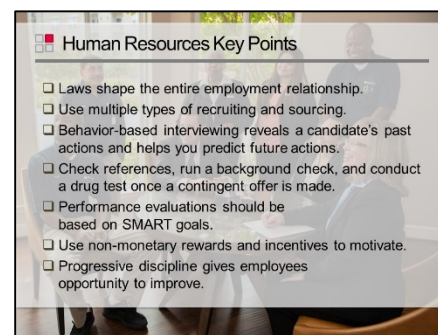 Human Resources Key Points
Laws shape the entire employment relationship.
Use multiple types of recruiting and sourcing.
Behavior-based interviewing reveals a candidate's past
actions and helps you predict future actions.
Check references, run a background check, and conduct
a drug test once a contingent offer is made.
Performance evaluations should be
based on SMART goals.
Use non-monetary rewards and incentives to motivate.
Progressive discipline gives employees
opportunity to improve.